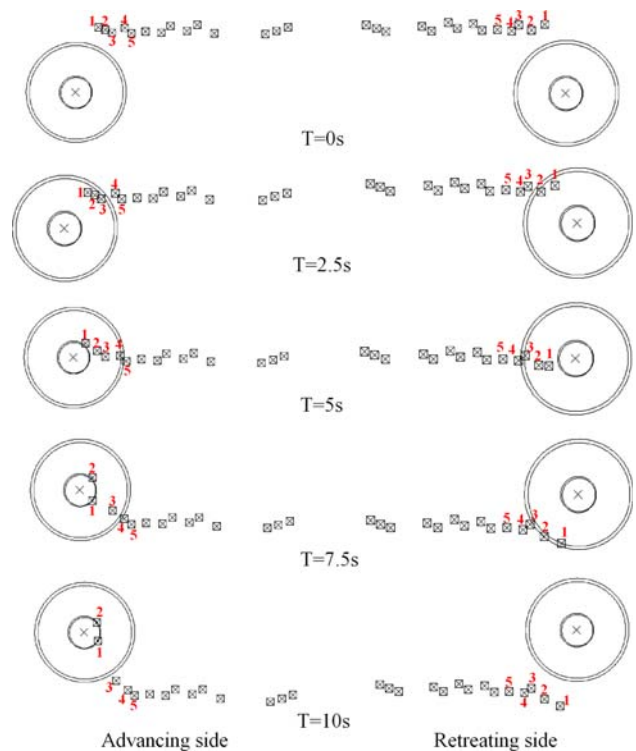 1 2 3 4 5 5 4 3 2 1
T=0s
1 2 3 4 5 5 4 3 2 1
T=2.5s
1 2 3 4 5 5 4 3 2 1
T=5s
2 1 3 4 5 5 4 3 2 1
T=7.5s
2 1 3 4 5 5 4 3 2 1
T=10s
Advancing side Retreating side